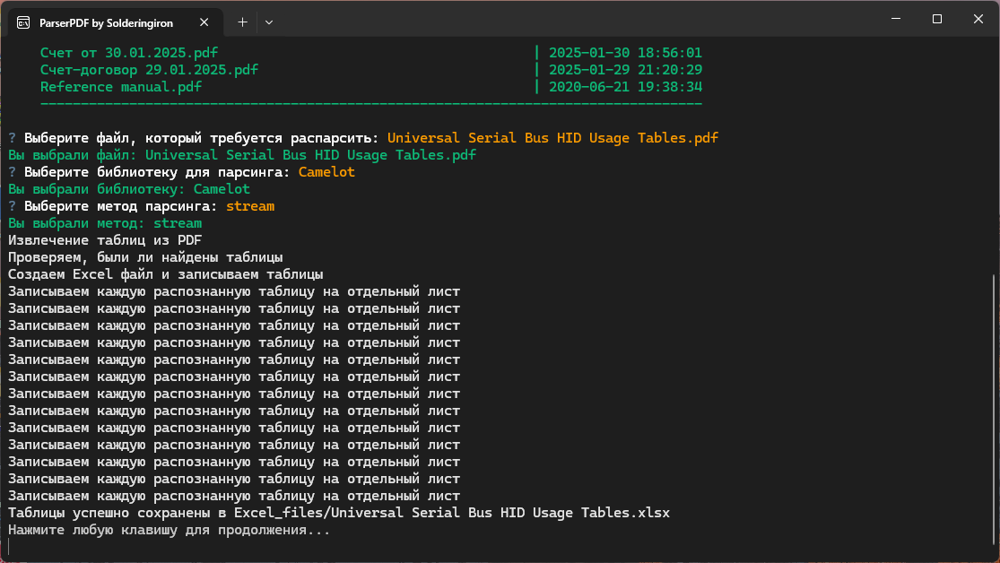 ParserPDF by Solderingiron
Счет от 30.01.2025.pdf | 2025-01-30 18:56:01
Счет-договор 29.01.2025.pdf | 2025-01-29 21:20:29
Reference manual.pdf | 2020-06-21 19:38:34
----------------------------------------------------------------------------------
? Выберите файл, который требуется распарсить: Universal Serial Bus HID Usage Tables.pdf
Вы выбрали файл: Universal Serial Bus HID Usage Tables.pdf
? Выберите библиотеку для парсинга: Camelot
Вы выбрали библиотеку: Camelot
? Выберите метод парсинга: stream
Вы выбрали метод: stream
Извлечение таблиц из PDF
Проверяем, были ли найдены таблицы
Создаем Excel файл и записываем таблицы
Записываем каждую распознанную таблицу на отдельный лист
Записываем каждую распознанную таблицу на отдельный лист
Записываем каждую распознанную таблицу на отдельный лист
Записываем каждую распознанную таблицу на отдельный лист
Записываем каждую распознанную таблицу на отдельный лист
Записываем каждую распознанную таблицу на отдельный лист
Записываем каждую распознанную таблицу на отдельный лист
Записываем каждую распознанную таблицу на отдельный лист
Записываем каждую распознанную таблицу на отдельный лист
Записываем каждую распознанную таблицу на отдельный лист
Записываем каждую распознанную таблицу на отдельный лист
Записываем каждую распознанную таблицу на отдельный лист
Записываем каждую распознанную таблицу на отдельный лист
Таблицы успешно сохранены в Excel_files/Universal Serial Bus HID Usage Tables.xlsx
Нажмите любую клавишу для продолжения...